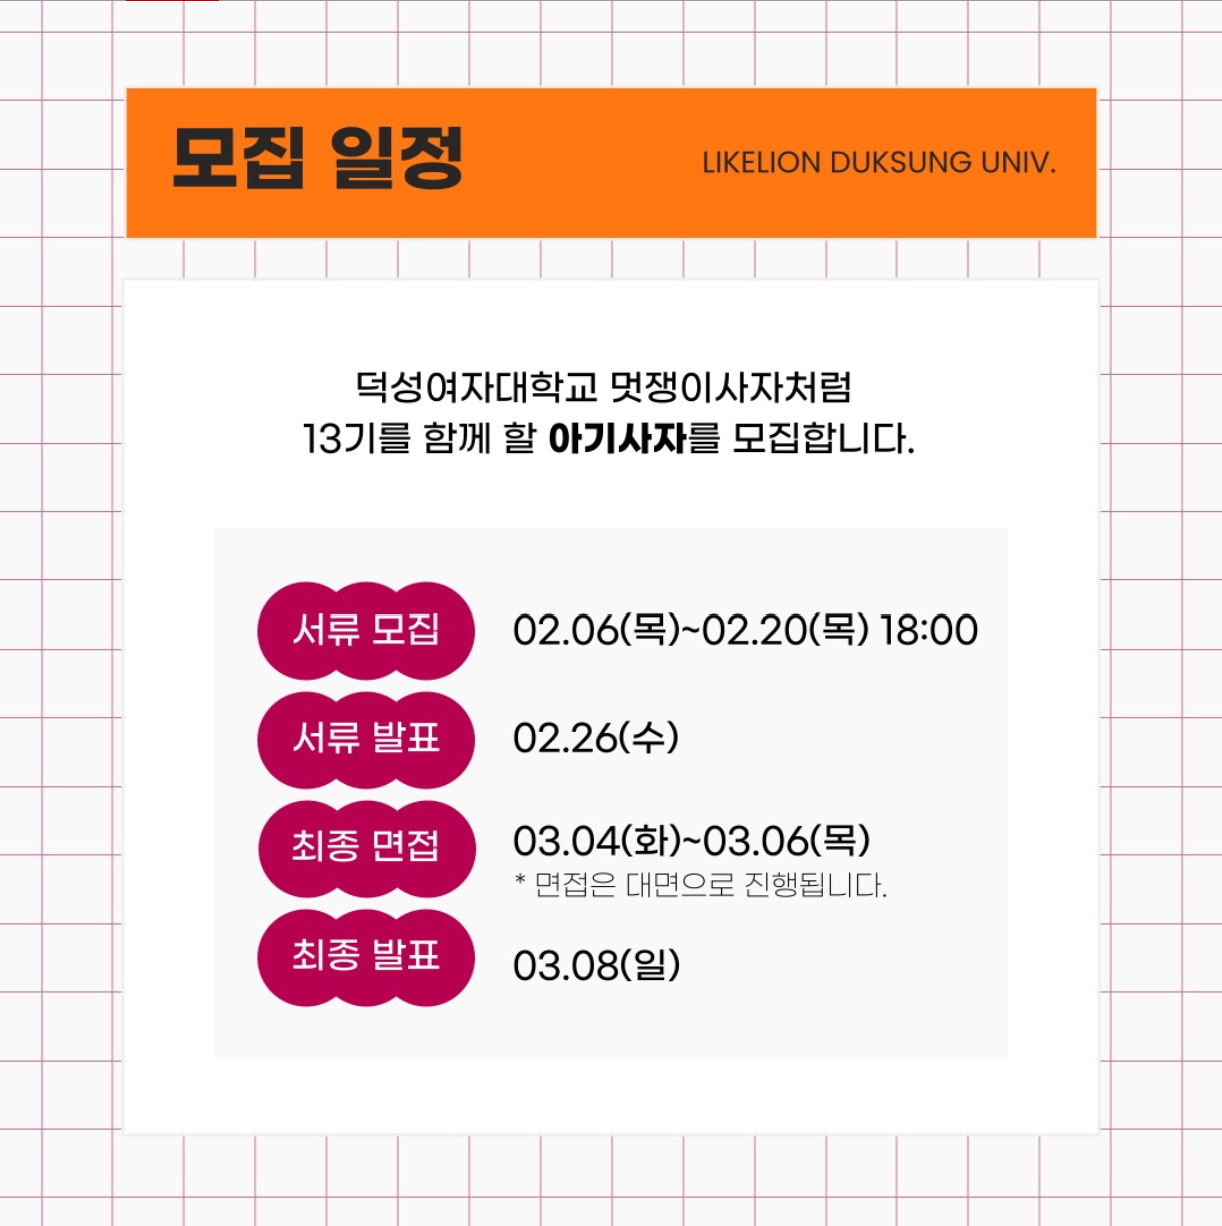 모집 일정
LIKELION DUKSUNG UNIV.
덕성여자대학교 멋쟁이사자처럼
13기를 함께 할 아기사자를 모집합니다.
서류 모집 02.06(목)~02.20(목) 18:00
서류 발표 02.26(수)
최종 면접 03.04(화)~03.06(목)
* 면접은 대면으로 진행됩니다.
최종 발표 03.08(일)